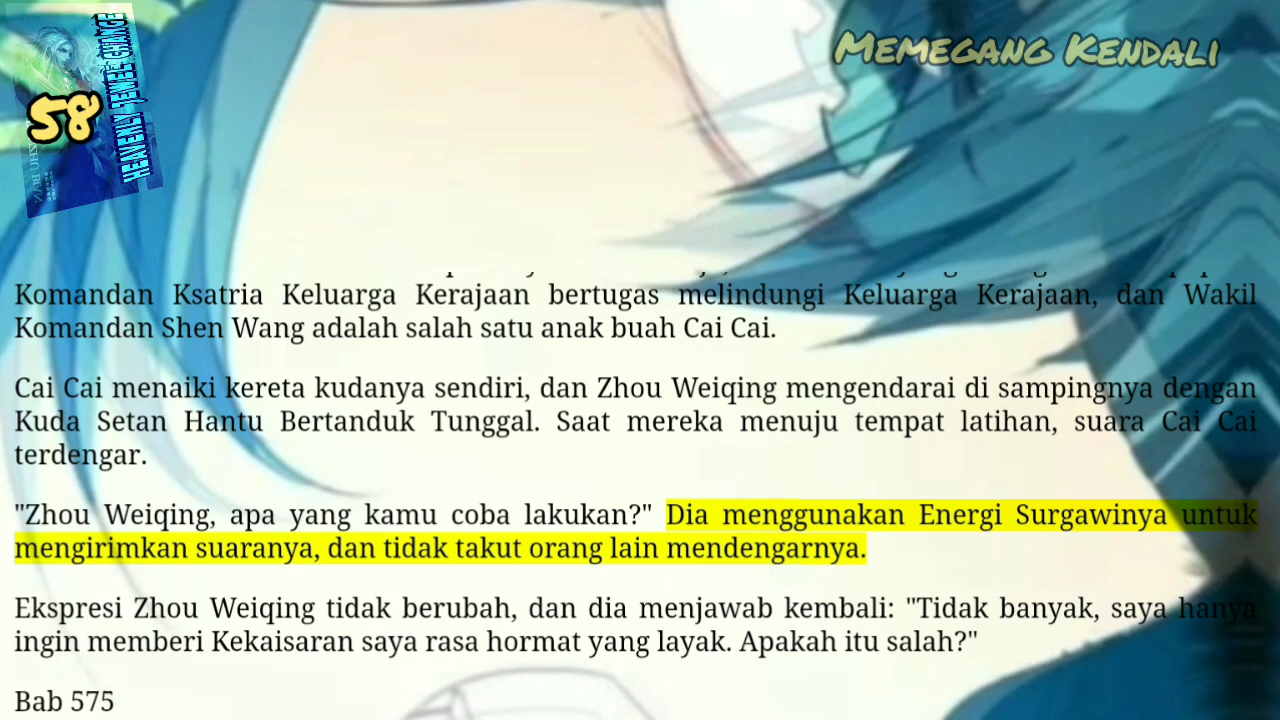 HEAVENLY JEWEL CHANGE
58
Memegang Kendali
Komandan Ksatria Keluarga Kerajaan bertugas melindungi Keluarga Kerajaan, dan Wakil
Komandan Shen Wang adalah salah satu anak buah Cai Cai.
Cai Cai menaiki kereta kudanya sendiri, dan Zhou Weiqing mengendarai di sampingnya dengan
Kuda Setan Hantu Bertanduk Tunggal. Saat mereka menuju tempat latihan, suara Cai Cai
terdengar.
"Zhou Weiqing, apa yang kamu coba lakukan?" Dia menggunakan Energi Surgawinya untuk
mengirimkan suaranya, dan tidak takut orang lain mendengarnya.
Ekspresi Zhou Weiqing tidak berubah, dan dia menjawab kembali: "Tidak banyak, saya hanya
ingin memberi Kekaisaran saya rasa hormat yang layak. Apakah itu salah?"
Bab 575